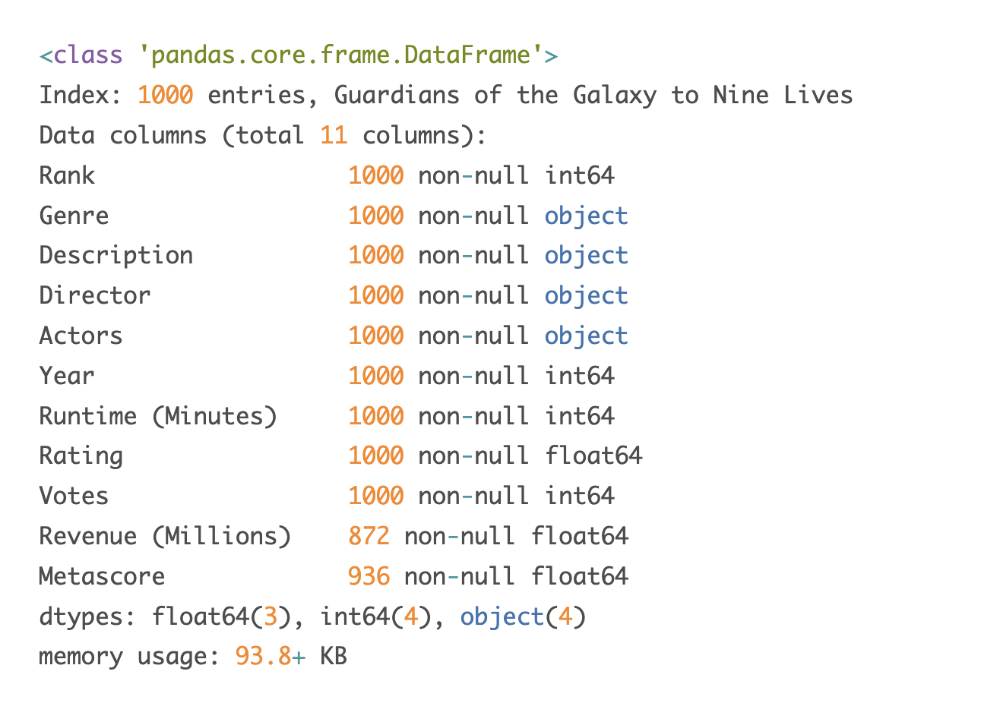 <class 'pandas.core.frame.DataFrame'>
Index: 1000 entries, Guardians of the Galaxy to Nine Lives
Data columns (total 11 columns):
Rank                  1000 non-null int64
Genre                 1000 non-null object
Description           1000 non-null object
Director              1000 non-null object
Actors                1000 non-null object
Year                  1000 non-null int64
Runtime (Minutes)     1000 non-null int64
Rating                1000 non-null float64
Votes                 1000 non-null int64
Revenue (Millions)    872 non-null float64
Metascore             936 non-null float64
dtypes: float64(3), int64(4), object(4)
memory usage: 93.8+ KB